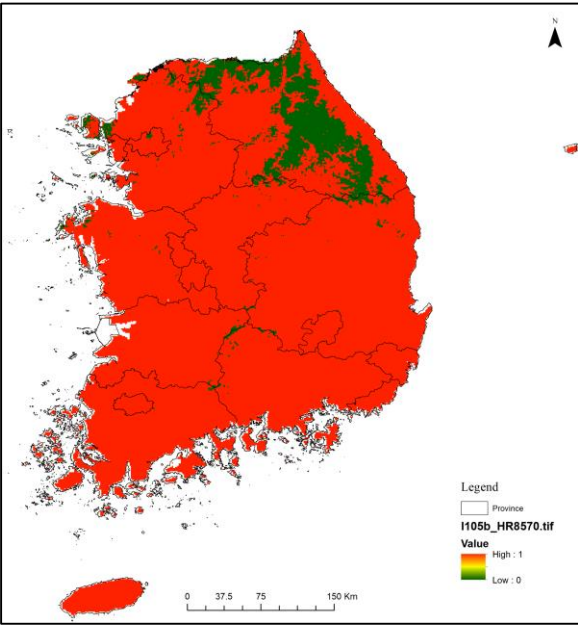 N
Legend
Province
I105b_HR8570.tif
Value
High : 1
Low : 0
0 37.5 75 150 Km